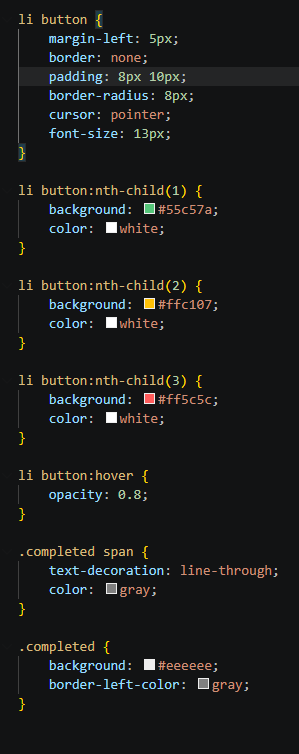 li button {
    margin-left: 5px;
    border: none;
    padding: 8px 10px;
    border-radius: 8px;
    cursor: pointer;
    font-size: 13px;
}

li button:nth-child(1) {
    background: #55c57a;
    color: white;
}

li button:nth-child(2) {
    background: #ffc107;
    color: white;
}

li button:nth-child(3) {
    background: #ff5c5c;
    color: white;
}

li button:hover {
    opacity: 0.8;
}

.completed span {
    text-decoration: line-through;
    color: gray;
}

.completed {
    background: #eeeeee;
    border-left-color: gray;
}